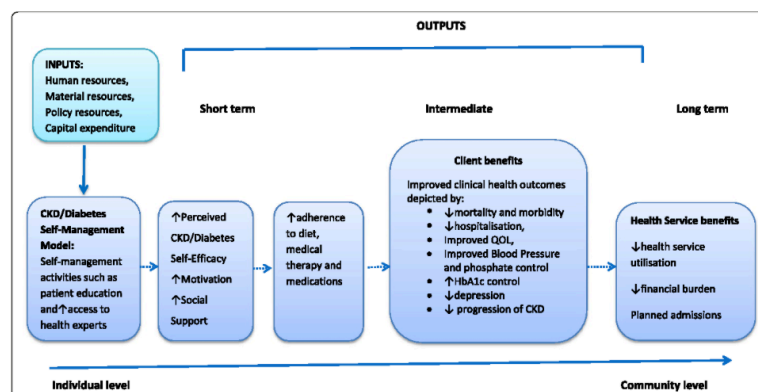 OUTPUTS
INPUTS:
Human resources,
Material resources,
Policy resources,
Capital expenditure
Short term
Intermediate
Long term
CKD/Diabetes
Self-Management
Model:
Self-management
activities such as
patient education
and↑access to
health experts
↑Perceived
CKD/Diabetes
Self-Efficacy
↑Motivation
↑Social
Support
↑adherence
to diet,
medical
therapy and
medications
Client benefits
Improved clinical health outcomes
depicted by:
• ↓mortality and morbidity
• ↓hospitalisation,
• Improved QOL,
• Improved Blood Pressure
and phosphate control
• ↑HbA1c control
• ↓depression
• ↓ progression of CKD
Health Service benefits
↓health service
utilisation
↓financial burden
Planned admissions
Individual level
Community level